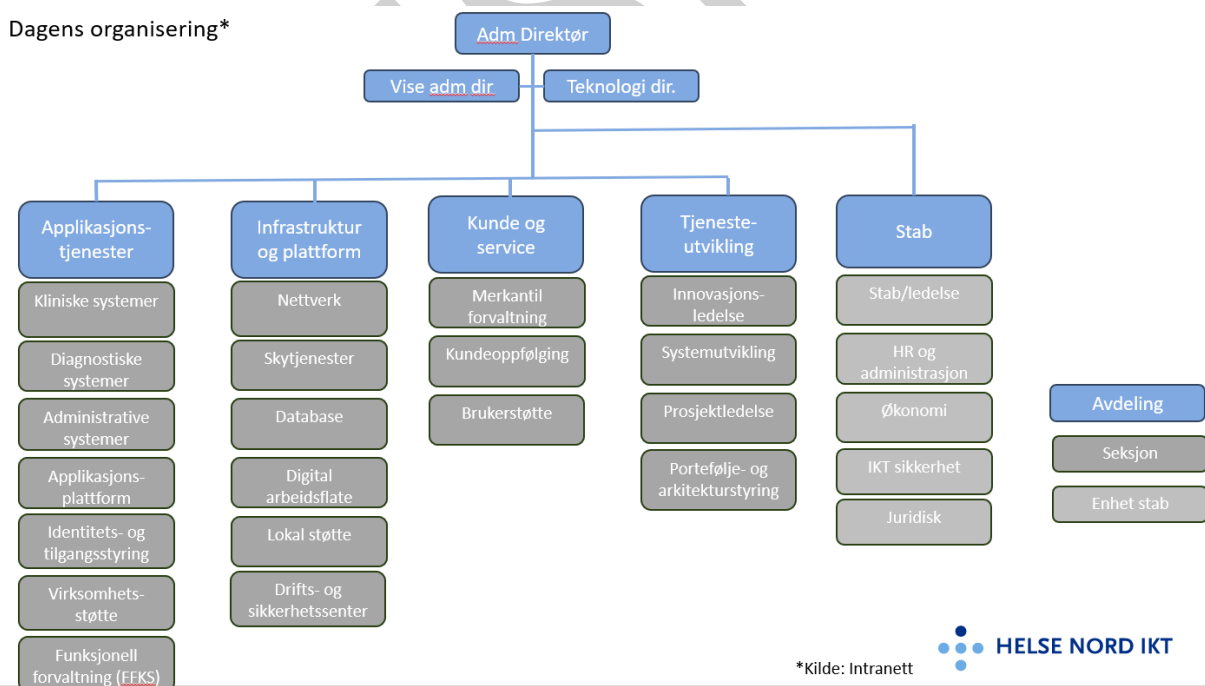 Dagens organisering*
Adm Direktør
Vise adm dir
Teknologi dir.
Applikasjons-
tjenester
Kliniske systemer
Diagnostiske
systemer
Administrative
systemer
Applikasjons-
plattform
Identitets- og
tilgangsstyring
Virksomhets-
støtte
Funksjonell
forvaltning (FFKS)
Infrastruktur
og plattform
Nettverk
Skytjenester
Database
Digital
arbeidsflate
Lokal støtte
Drifts- og
sikkerhetssenter
Kunde og
service
Merkantil
forvaltning
Kundeoppfølging
Brukerstøtte
Tjeneste-
utvikling
Innovasjons-
ledelse
Systemutvikling
Prosjektledelse
Portefølje- og
arkitekturstyring
Stab
Stab/ledelse
HR og
administrasjon
Økonomi
IKT sikkerhet
Juridisk
Avdeling
Seksjon
Enhet stab
*Kilde: Intranett
HELSE NORD IKT